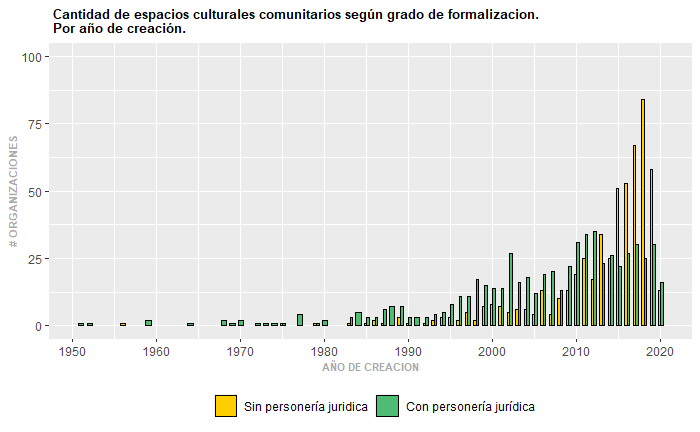 Cantidad de espacios culturales comunitarios según grado de formalizacion.
Por año de creación.
# ORGANIZACIONES
100
75
50
25
0
1950 1960 1970 1980 1990 2000 2010 2020
AÑO DE CREACION
Sin personería juridica Con personería jurídica